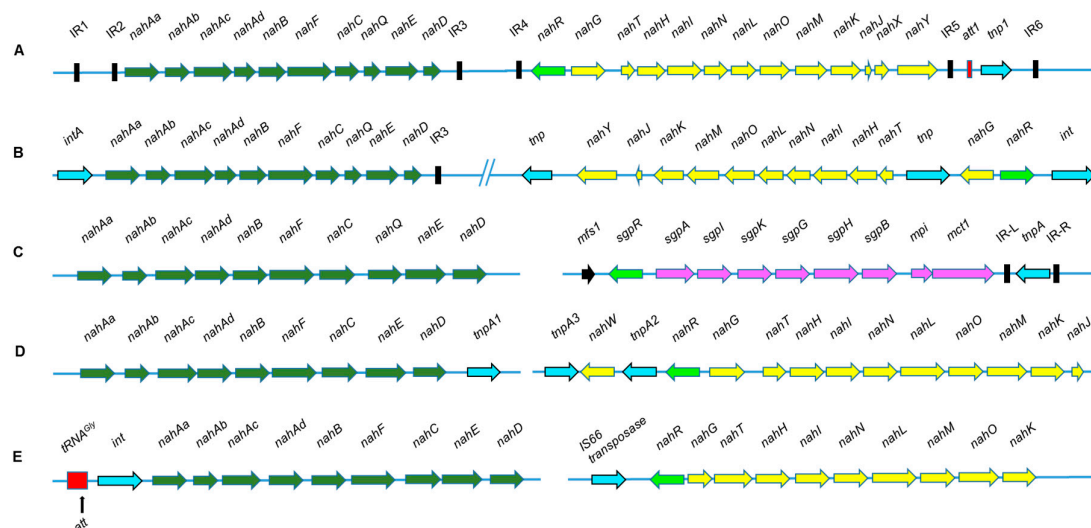 A IR1 IR2 nahAa nahAb nahAc nahAd nahB nahF nahC nahQ nahE nahD IR3 IR4 nahR nahG nahT nahH nahI nahN nahL nahO nahM nahK nahJ nahX nahY IR5 att1 tnp1 IR6
B intA nahAa nahAb nahAc nahAd nahB nahF nahC nahQ nahE nahD IR3 tnp nahY nahJ nahK nahM nahO nahL nahN nahI nahH nahT tnp nahG nahR int
C nahAa nahAb nahAc nahAd nahB nahF nahC nahQ nahE nahD mfs1 sgpR sgpA sgpI sgpK sgpG sgpH sgpB mpi mct1 IR-L tnpA IR-R
D nahAa nahAb nahAc nahAd nahB nahF nahC nahE nahD tnpA1 tnpA3 nahW tnpA2 nahR nahG nahT nahH nahI nahN nahL nahO nahM nahK nahJ
E tRNAGly int nahAa nahAb nahAc nahAd nahB nahF nahC nahE nahD IS66 transposase nahR nahG nahT nahH nahI nahN nahL nahM nahO nahK
att